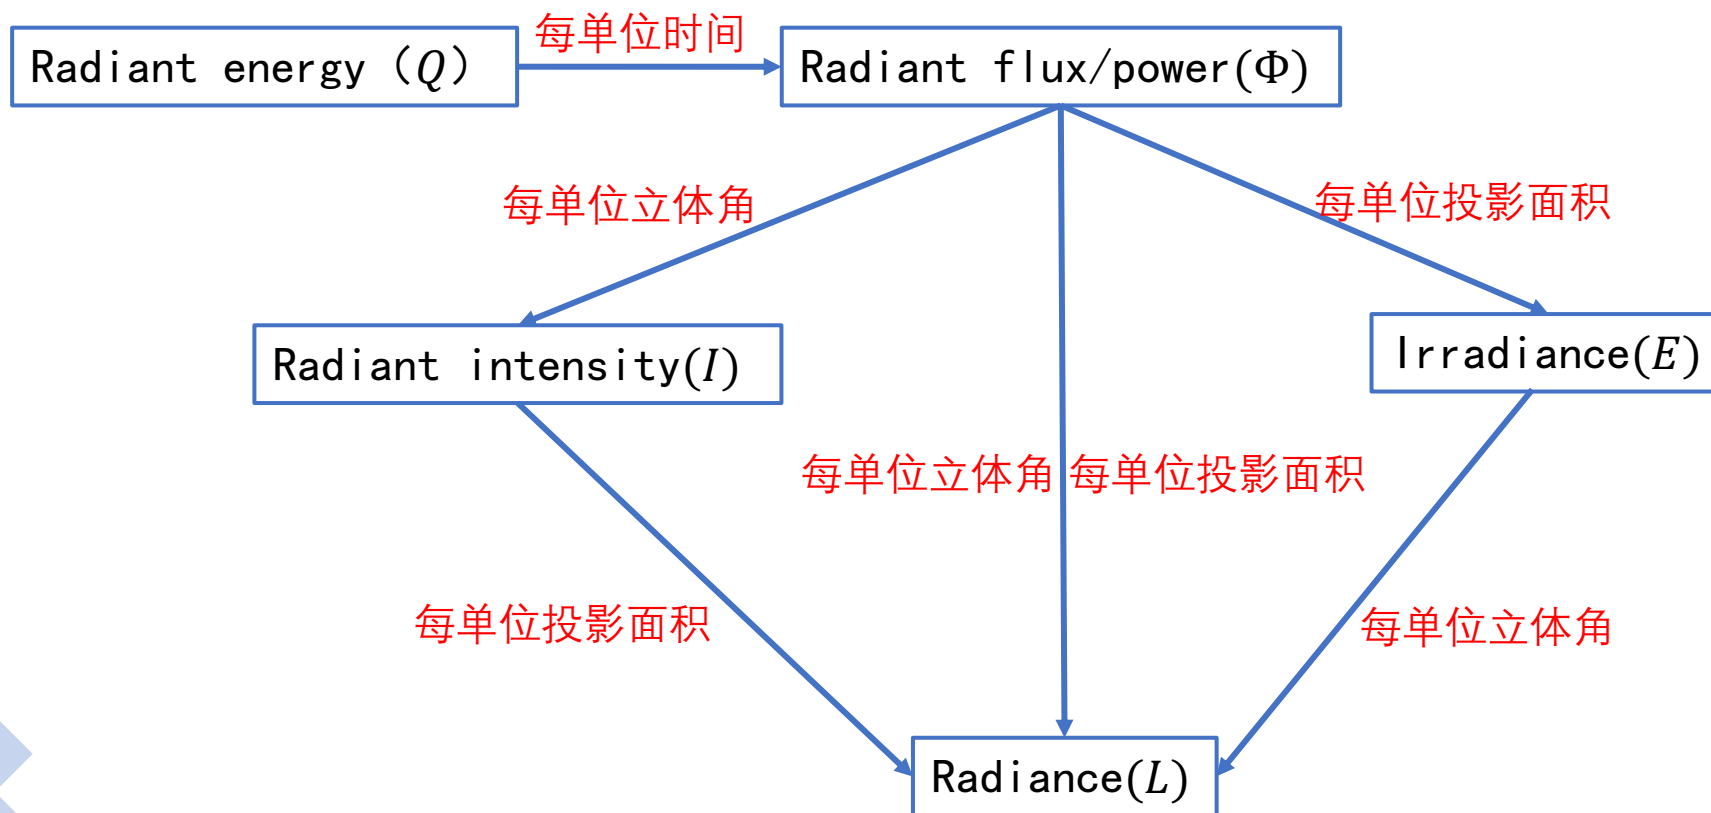 每单位时间
Radiant energy（Q）
Radiant flux/power(Φ)
每单位立体角
每单位投影面积
Radiant intensity(I)
Irradiance(E)
每单位立体角 每单位投影面积
每单位投影面积
每单位立体角
Radiance(L)